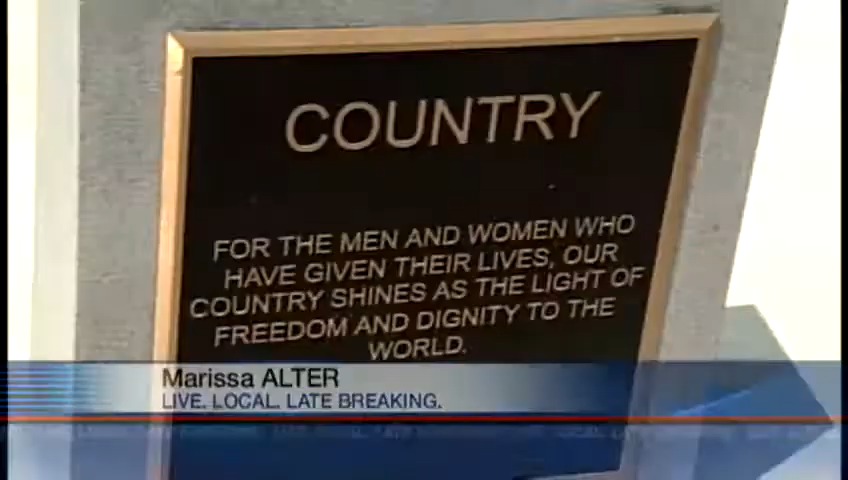 COUNTRY
FOR THE MEN AND WOMEN WHO
HAVE GIVEN THEIR LIVES, OUR
COUNTRY SHINES AS THE LIGHT OF
FREEDOM AND DIGNITY TO THE
WORLD.
Marissa ALTER
LIVE. LOCAL. LATE BREAKING.